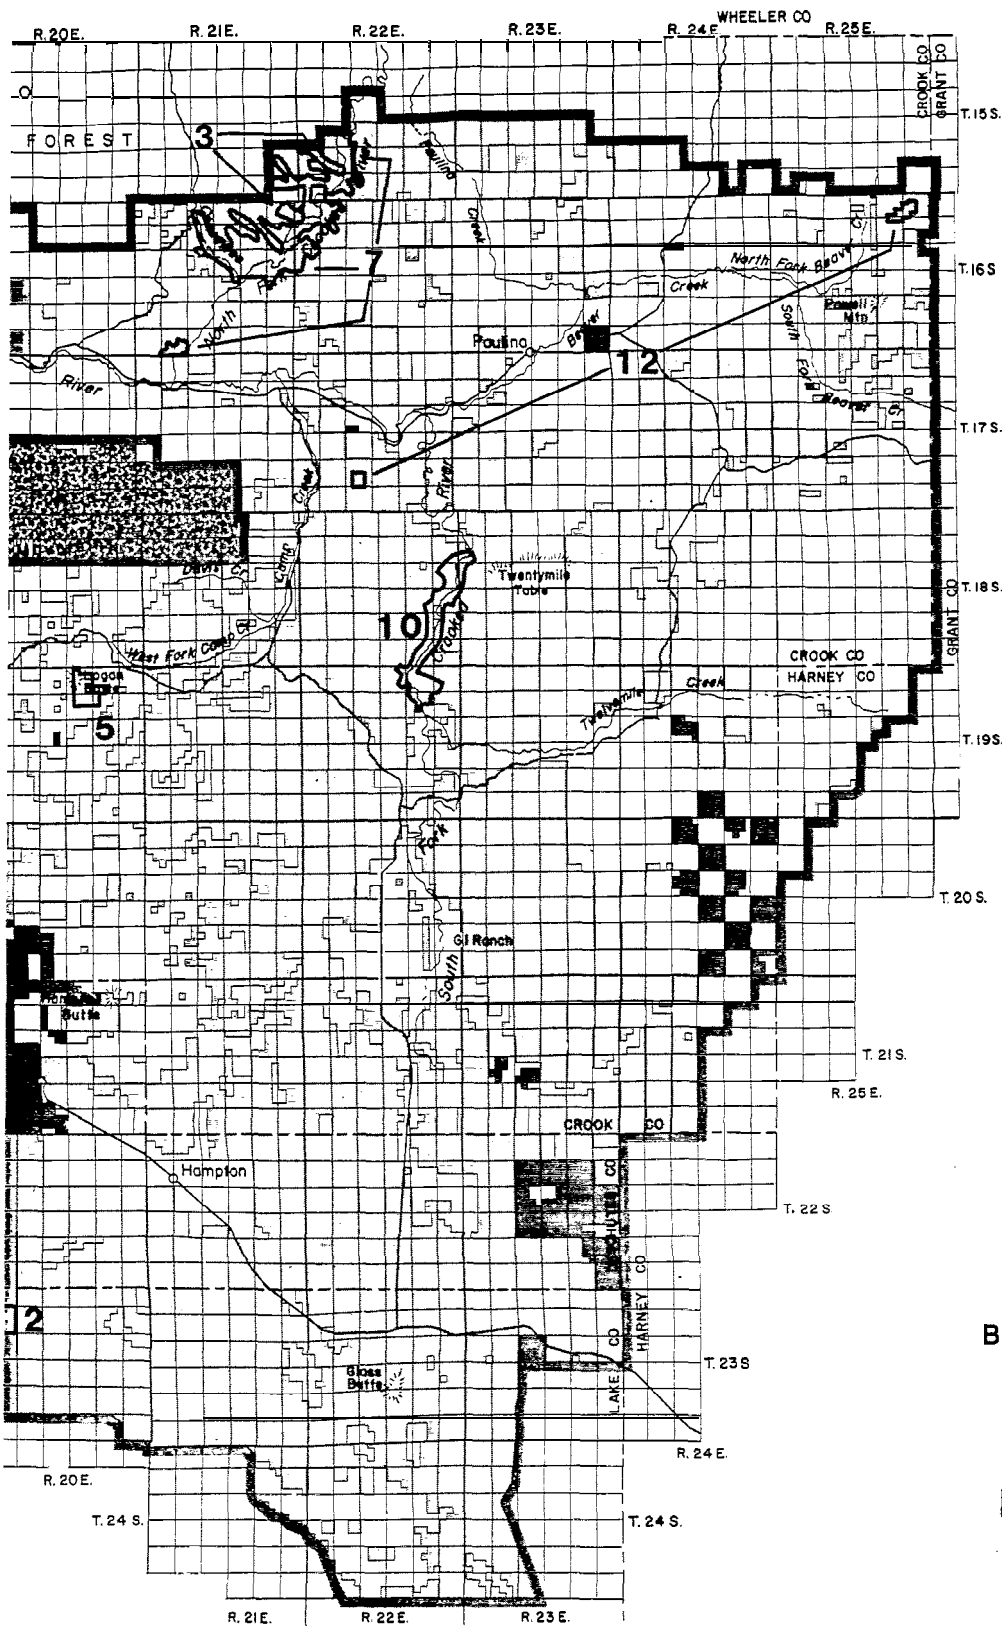 WHEELER CO
R.20E. R.21E. R.22E. R.23E. R.24E R.25E.
CROOK CO
GRANT CO
T.15S.
FOREST
3
River
Paulina
Creek
7
North Fork Beaver Cr
T.16S.
Creek
Powell
Mtn
North
Fork
South
Fork
Beaver Cr
Paulina
Beaver
12
River
T.17S.
Creek
River
Davis Cr
Camp
Twentymile
Table
T.18S.
GRANT CO
10
Crooked
West Fork Camp Cr
CROOK CO
HARNEY CO
Logan
Butte
5
Twelvemile Creek
T.19S.
Fork
T.20S.
GI Ranch
South
Butte
T.21S.
R.25E.
CROOK CO
Hampton
DESCHUTES CO
T.22S.
HARNEY CO
2
B
LAKE CO
T.23S
Glass
Butte
R.24E.
R.20E.
T.24S. T.24S.
R.21E. R.22E. R.23E.